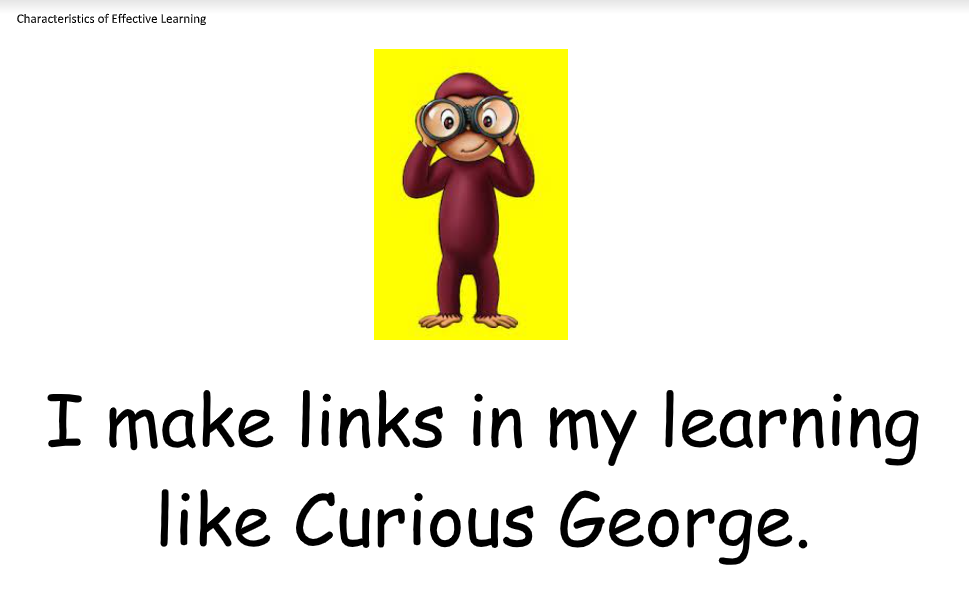 Characteristics of Effective Learning
I make links in my learning
like Curious George.